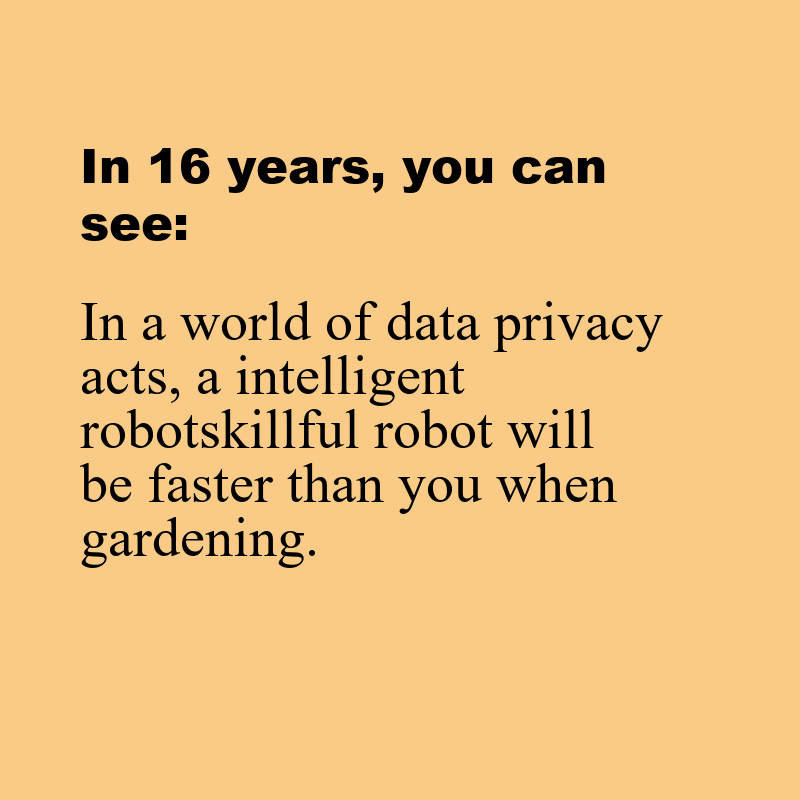 In 16 years, you can
see:
In a world of data privacy
acts, a intelligent
robotskillful robot will
be faster than you when
gardening.